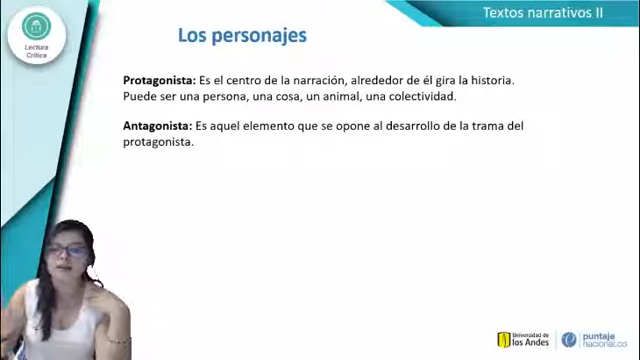 Textos narrativos II
Lectura
Crítica
Los personajes
Protagonista: Es el centro de la narración, alrededor de él gira la historia.
Puede ser una persona, una cosa, un animal, una colectividad.
Antagonista: Es aquel elemento que se opone al desarrollo de la trama del
protagonista.
Universidad de
los Andes
puntaje
nacional.co